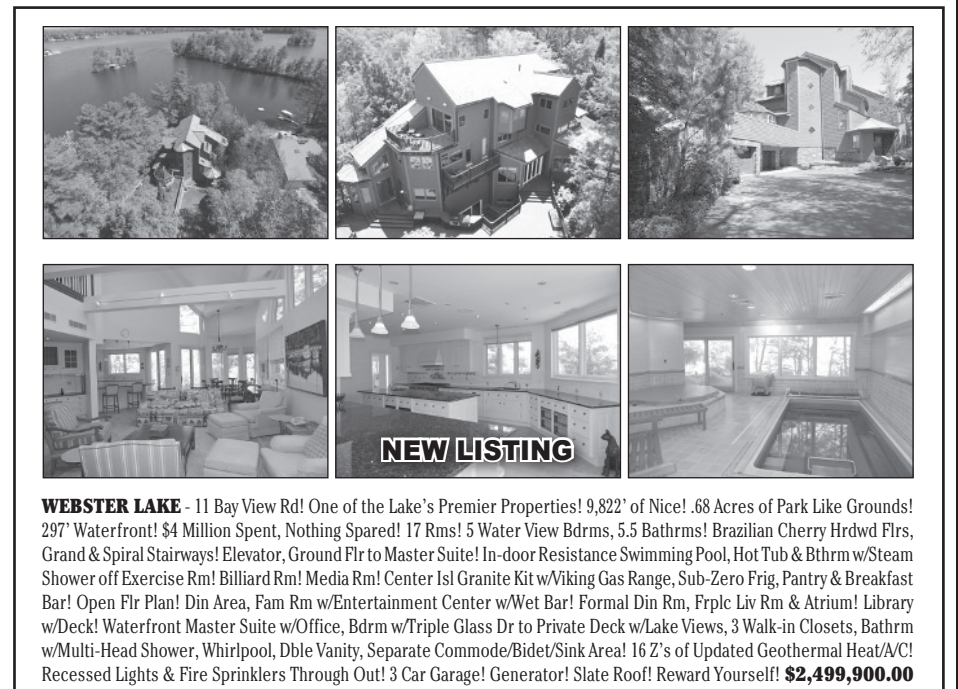 NEW LISTING
WEBSTER LAKE - 11 Bay View Rd! One of the Lake's Premier Properties! 9,822' of Nice! .68 Acres of Park Like Grounds!
297' Waterfront! $4 Million Spent, Nothing Spared! 17 Rms! 5 Water View Bdrms, 5.5 Bathrms! Brazilian Cherry Hrdwd Flrs,
Grand & Spiral Stairways! Elevator, Ground Flr to Master Suite! In-door Resistance Swimming Pool, Hot Tub & Bthrm w/Steam
Shower off Exercise Rm! Billiard Rm! Media Rm! Center Isl Granite Kit w/Viking Gas Range, Sub-Zero Frig, Pantry & Breakfast
Bar! Open Flr Plan! Din Area, Fam Rm w/Entertainment Center w/Wet Bar! Formal Din Rm, Frplc Liv Rm & Atrium! Library
w/Deck! Waterfront Master Suite w/Office, Bdrm w/Triple Glass Dr to Private Deck w/Lake Views, 3 Walk-in Closets, Bathrm
w/Multi-Head Shower, Whirlpool, Dble Vanity, Separate Commode/Bidet/Sink Area! 16 Z's of Updated Geothermal Heat/A/C!
Recessed Lights & Fire Sprinklers Through Out! 3 Car Garage! Generator! Slate Roof! Reward Yourself! $2,499,900.00